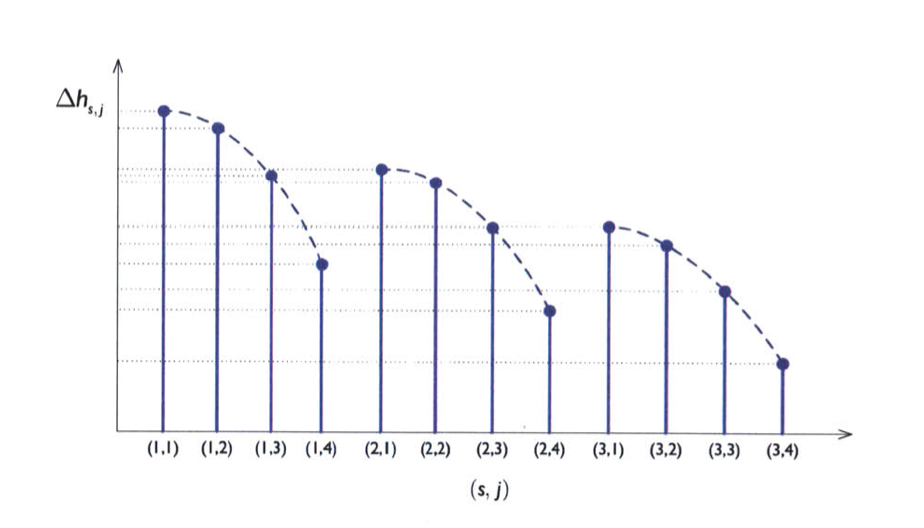 Δh_{s,j}
(1,1) (1,2) (1,3) (1,4) (2,1) (2,2) (2,3) (2,4) (3,1) (3,2) (3,3) (3,4)
(s, j)